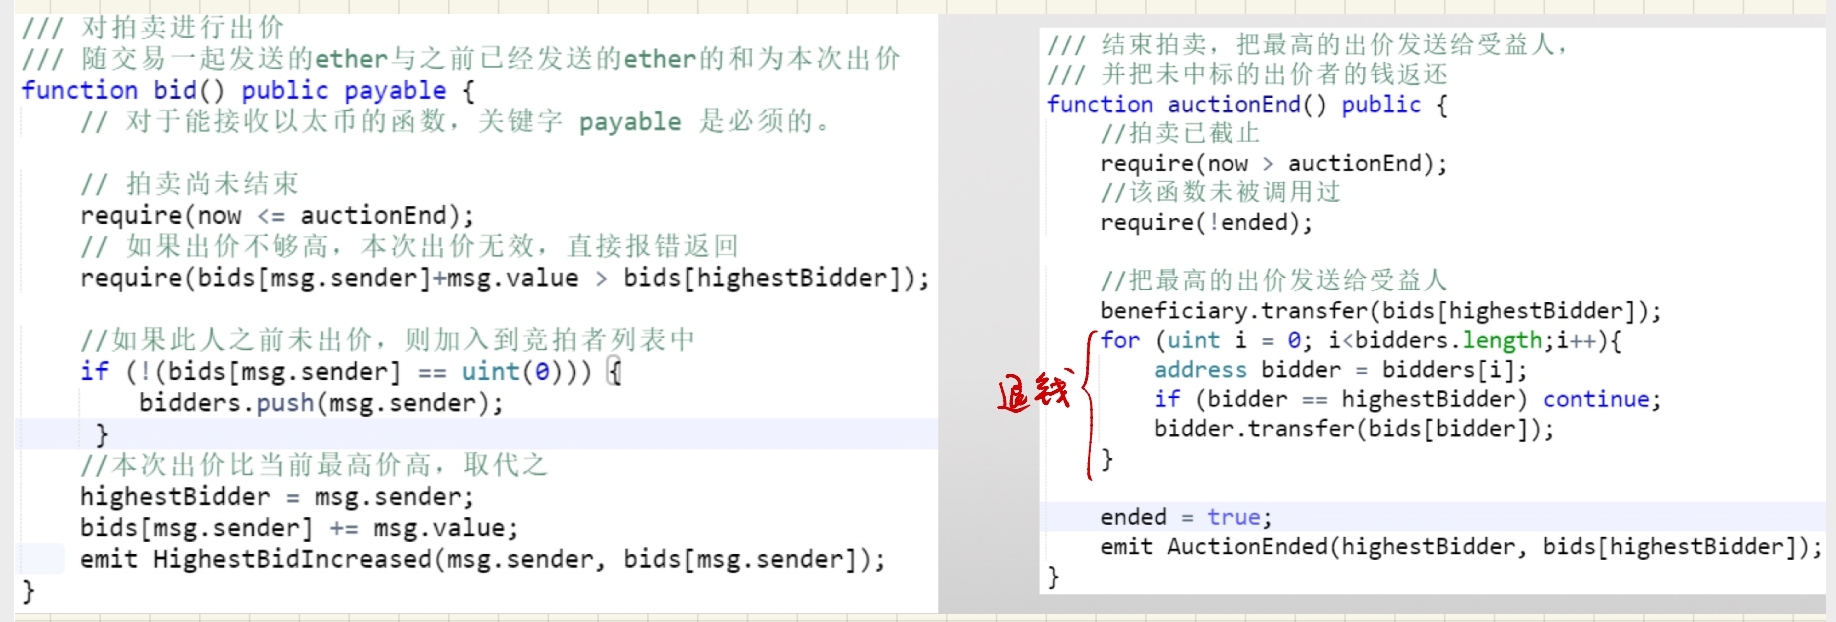 /// 对拍卖进行出价
/// 随交易一起发送的ether与之前已经发送的ether的和为本次出价
function bid() public payable {
// 对于能接收以太币的函数，关键字 payable 是必须的。
// 拍卖尚未结束
require(now <= auctionEnd);
// 如果出价不够高，本次出价无效，直接报错返回
require(bids[msg.sender]+msg.value > bids[highestBidder]);
//如果此人之前未出价，则加入到竞拍者列表中
if (!(bids[msg.sender] == uint(0))) {
bidders.push(msg.sender);
}
//本次出价比当前最高价高，取代之
highestBidder = msg.sender;
bids[msg.sender] += msg.value;
emit HighestBidIncreased(msg.sender, bids[msg.sender]);
}
/// 结束拍卖，把最高的出价发送给受益人，
/// 并把未中标的出价者的钱返还
function auctionEnd() public {
//拍卖已截止
require(now > auctionEnd);
//该函数未被调用过
require(!ended);
//把最高的出价发送给受益人
beneficiary.transfer(bids[highestBidder]);
for (uint i = 0; i<bidders.length;i++){
address bidder = bidders[i];
if (bidder == highestBidder) continue;
bidder.transfer(bids[bidder]);
}
退钱
ended = true;
emit AuctionEnded(highestBidder, bids[highestBidder]);
}